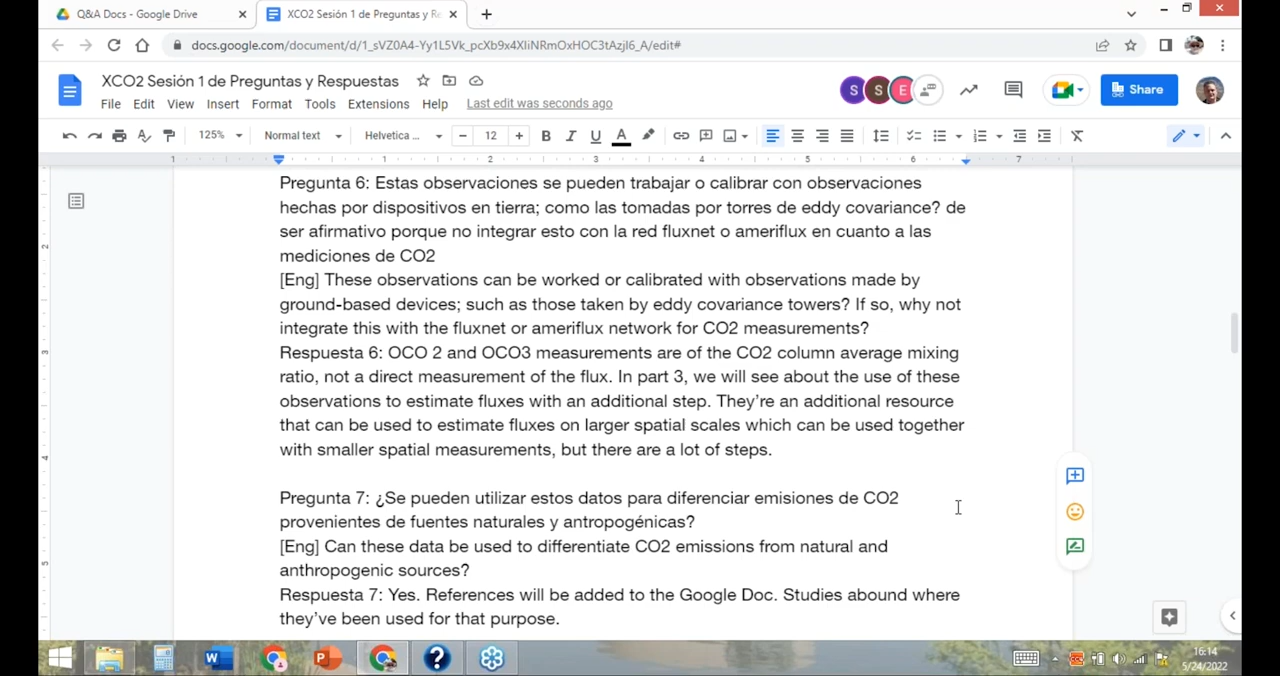 Q&A Docs - Google Drive
XCO2 Sesión 1 de Preguntas y Re
docs.google.com/document/d/1_sVZ0A4-Yy1L5Vk_pcXb9x4XIiNRmOxHOC3tAzjI6_A/edit#
XCO2 Sesión 1 de Preguntas y Respuestas
File Edit View Insert Format Tools Extensions Help Last edit was seconds ago
S S E Share
125% Normal text Helvetica ... 12 B I U A
1 1 2 3 4 5 6 7
Pregunta 6: Estas observaciones se pueden trabajar o calibrar con observaciones
hechas por dispositivos en tierra; como las tomadas por torres de eddy covariance? de
ser afirmativo porque no integrar esto con la red fluxnet o ameriflux en cuanto a las
mediciones de CO2
[Eng] These observations can be worked or calibrated with observations made by
ground-based devices; such as those taken by eddy covariance towers? If so, why not
integrate this with the fluxnet or ameriflux network for CO2 measurements?
Respuesta 6: OCO 2 and OCO3 measurements are of the CO2 column average mixing
ratio, not a direct measurement of the flux. In part 3, we will see about the use of these
observations to estimate fluxes with an additional step. They're an additional resource
that can be used to estimate fluxes on larger spatial scales which can be used together
with smaller spatial measurements, but there are a lot of steps.
Pregunta 7: ¿Se pueden utilizar estos datos para diferenciar emisiones de CO2
provenientes de fuentes naturales y antropogénicas?
[Eng] Can these data be used to differentiate CO2 emissions from natural and
anthropogenic sources?
Respuesta 7: Yes. References will be added to the Google Doc. Studies abound where
they've been used for that purpose.
2
3
4
5
16:14
5/24/2022